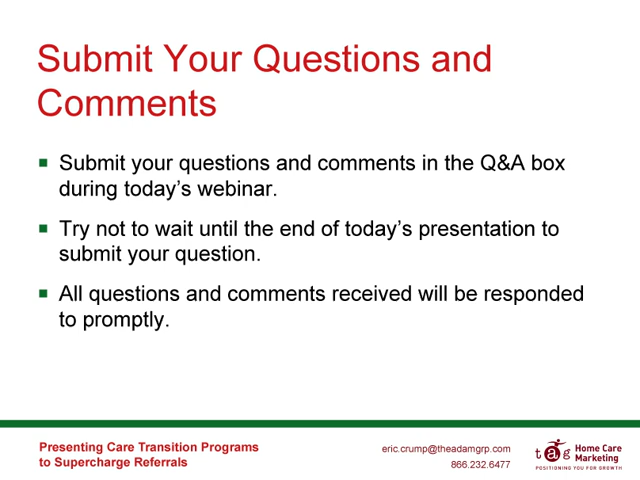 Submit Your Questions and
Comments
Submit your questions and comments in the Q&A box
during today's webinar.
Try not to wait until the end of today's presentation to
submit your question.
All questions and comments received will be responded
to promptly.
Presenting Care Transition Programs
to Supercharge Referrals
eric.crump@theadamgrp.com
866.232.6477
tag Home Care
Marketing
POSITIONING YOU FOR GROWTH